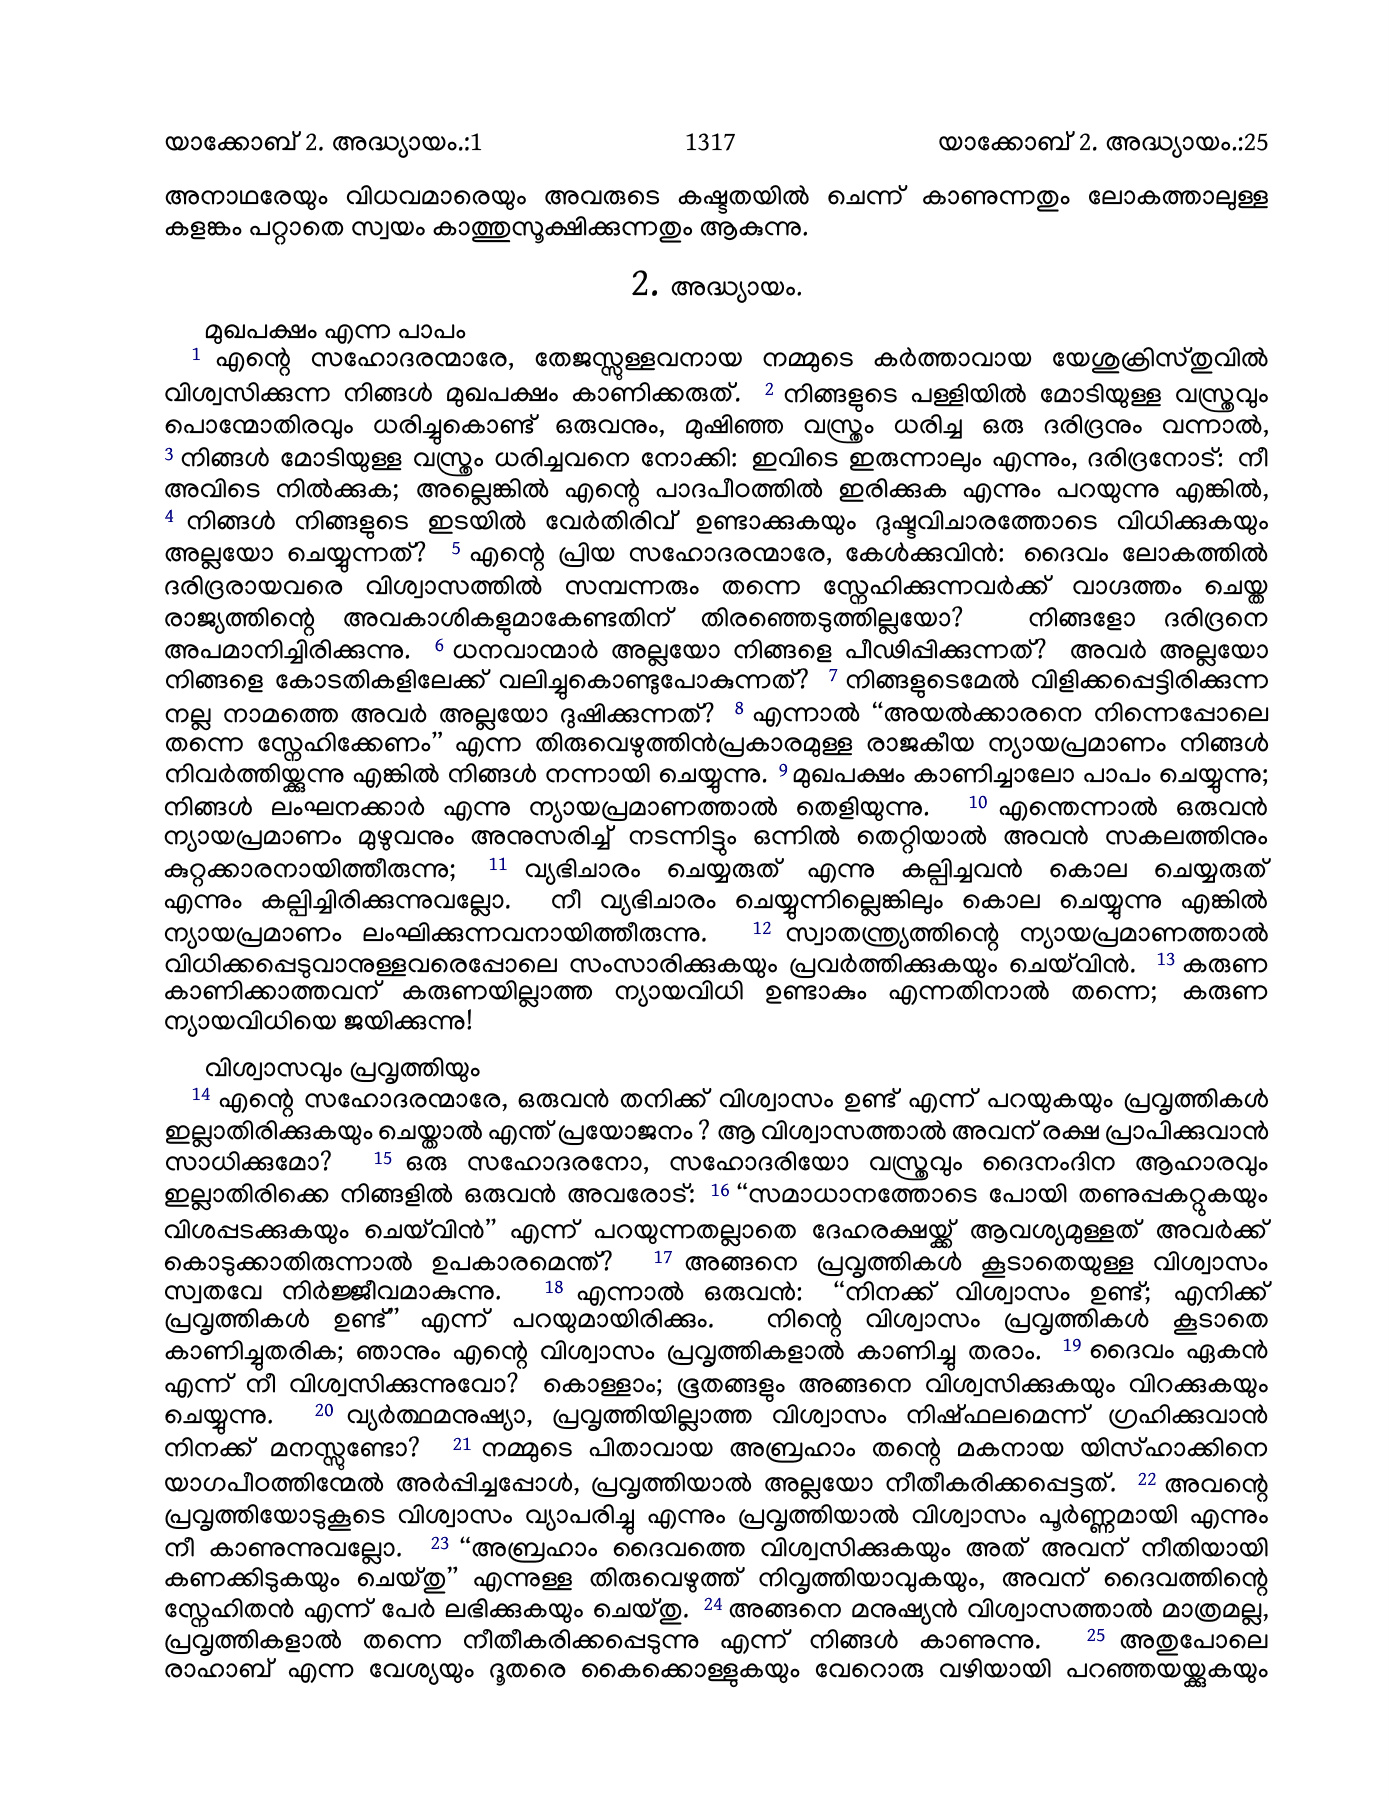 യാക്കോബ് 2. അദ്ധ്യായം.:1 1317 യാക്കോബ് 2. അദ്ധ്യായം.:25
അനാഥരേയും വിധവമാരെയും അവരുടെ കഷ്ടതയിൽ ചെന്ന് കാണുന്നതും ലോകത്താലുള്ള
കളങ്കം പറ്റാതെ സ്വയം കാത്തുസൂക്ഷിക്കുന്നതും ആകുന്നു.
2. അദ്ധ്യായം.
മുഖപക്ഷം എന്ന പാപം
1 എന്റെ സഹോദരന്മാരേ, തേജസ്സുള്ളവനായ നമ്മുടെ കർത്താവായ യേശുക്രിസ്തുവിൽ
വിശ്വസിക്കുന്ന നിങ്ങൾ മുഖപക്ഷം കാണിക്കരുത്. 2 നിങ്ങളുടെ പള്ളിയിൽ മോടിയുള്ള വസ്ത്രവും
പൊന്മോതിരവും ധരിച്ചുകൊണ്ട് ഒരുവനും, മുഷിഞ്ഞ വസ്ത്രം ധരിച്ച ഒരു ദരിദ്രനും വന്നാൽ,
3 നിങ്ങൾ മോടിയുള്ള വസ്ത്രം ധരിച്ചവനെ നോക്കി: ഇവിടെ ഇരുന്നാലും എന്നും, ദരിദ്രനോട്: നീ
അവിടെ നിൽക്കുക; അല്ലെങ്കിൽ എന്റെ പാദപീഠത്തിൽ ഇരിക്കുക എന്നും പറയുന്നു എങ്കിൽ,
4 നിങ്ങൾ നിങ്ങളുടെ ഇടയിൽ വേർതിരിവ് ഉണ്ടാക്കുകയും ദുഷ്ടവിചാരത്തോടെ വിധിക്കുകയും
അല്ലയോ ചെയ്യുന്നത്? 5 എന്റെ പ്രിയ സഹോദരന്മാരേ, കേൾക്കുവിൻ: ദൈവം ലോകത്തിൽ
ദരിദ്രരായവരെ വിശ്വാസത്തിൽ സമ്പന്നരും തന്നെ സ്നേഹിക്കുന്നവർക്ക് വാഗ്ദത്തം ചെയ്ത
രാജ്യത്തിന്റെ അവകാശികളുമാകേണ്ടതിന് തിരഞ്ഞെടുത്തില്ലയോ? നിങ്ങളോ ദരിദ്രനെ
അപമാനിച്ചിരിക്കുന്നു. 6 ധനവാന്മാർ അല്ലയോ നിങ്ങളെ പീഢിപ്പിക്കുന്നത്? അവർ അല്ലയോ
നിങ്ങളെ കോടതികളിലേക്ക് വലിച്ചുകൊണ്ടുപോകുന്നത്? 7 നിങ്ങളുടെമേൽ വിളിക്കപ്പെട്ടിരിക്കുന്ന
നല്ല നാമത്തെ അവർ അല്ലയോ ദുഷിക്കുന്നത്? 8 എന്നാൽ “അയൽക്കാരനെ നിന്നെപ്പോലെ
തന്നെ സ്നേഹിക്കേണം” എന്ന തിരുവെഴുത്തിൻപ്രകാരമുള്ള രാജകീയ ന്യായപ്രമാണം നിങ്ങൾ
നിവർത്തിയ്ക്കുന്നു എങ്കിൽ നിങ്ങൾ നന്നായി ചെയ്യുന്നു. 9 മുഖപക്ഷം കാണിച്ചാലോ പാപം ചെയ്യുന്നു;
നിങ്ങൾ ലംഘനക്കാർ എന്നു ന്യായപ്രമാണത്താൽ തെളിയുന്നു. 10 എന്തെന്നാൽ ഒരുവൻ
ന്യായപ്രമാണം മുഴുവനും അനുസരിച്ച് നടന്നിട്ടും ഒന്നിൽ തെറ്റിയാൽ അവൻ സകലത്തിനും
കുറ്റക്കാരനായിത്തീരുന്നു; 11 വ്യഭിചാരം ചെയ്യരുത് എന്നു കല്പിച്ചവൻ കൊല ചെയ്യരുത്
എന്നും കല്പിച്ചിരിക്കുന്നുവല്ലോ. നീ വ്യഭിചാരം ചെയ്യുന്നില്ലെങ്കിലും കൊല ചെയ്യുന്നു എങ്കിൽ
ന്യായപ്രമാണം ലംഘിക്കുന്നവനായിത്തീരുന്നു. 12 സ്വാതന്ത്ര്യത്തിന്റെ ന്യായപ്രമാണത്താൽ
വിധിക്കപ്പെടുവാനുള്ളവരെപ്പോലെ സംസാരിക്കുകയും പ്രവർത്തിക്കുകയും ചെയ്‌വിൻ. 13 കരുണ
കാണിക്കാത്തവന് കരുണയില്ലാത്ത ന്യായവിധി ഉണ്ടാകും എന്നതിനാൽ തന്നെ; കരുണ
ന്യായവിധിയെ ജയിക്കുന്നു!
വിശ്വാസവും പ്രവൃത്തിയും
14 എന്റെ സഹോദരന്മാരേ, ഒരുവൻ തനിക്ക് വിശ്വാസം ഉണ്ട് എന്ന് പറയുകയും പ്രവൃത്തികൾ
ഇല്ലാതിരിക്കുകയും ചെയ്താൽ എന്ത് പ്രയോജനം ? ആ വിശ്വാസത്താൽ അവന് രക്ഷ പ്രാപിക്കുവാൻ
സാധിക്കുമോ? 15 ഒരു സഹോദരനോ, സഹോദരിയോ വസ്ത്രവും ദൈനംദിന ആഹാരവും
ഇല്ലാതിരിക്കെ നിങ്ങളിൽ ഒരുവൻ അവരോട്: 16 “സമാധാനത്തോടെ പോയി തണുപ്പകറ്റുകയും
വിശപ്പടക്കുകയും ചെയ്‌വിൻ” എന്ന് പറയുന്നതല്ലാതെ ദേഹരക്ഷയ്ക്ക് ആവശ്യമുള്ളത് അവർക്ക്
കൊടുക്കാതിരുന്നാൽ ഉപകാരമെന്ത്? 17 അങ്ങനെ പ്രവൃത്തികൾ കൂടാതെയുള്ള വിശ്വാസം
സ്വതവേ നിർജ്ജീവമാകുന്നു. 18 എന്നാൽ ഒരുവൻ: “നിനക്ക് വിശ്വാസം ഉണ്ട്; എനിക്ക്
പ്രവൃത്തികൾ ഉണ്ട്” എന്ന് പറയുമായിരിക്കും. നിന്റെ വിശ്വാസം പ്രവൃത്തികൾ കൂടാതെ
കാണിച്ചുതരിക; ഞാനും എന്റെ വിശ്വാസം പ്രവൃത്തികളാൽ കാണിച്ചു തരാം. 19 ദൈവം ഏകൻ
എന്ന് നീ വിശ്വസിക്കുന്നുവോ? കൊള്ളാം; ഭൂതങ്ങളും അങ്ങനെ വിശ്വസിക്കുകയും വിറക്കുകയും
ചെയ്യുന്നു. 20 വ്യർത്ഥമനുഷ്യാ, പ്രവൃത്തിയില്ലാത്ത വിശ്വാസം നിഷ്ഫലമെന്ന് ഗ്രഹിക്കുവാൻ
നിനക്ക് മനസ്സുണ്ടോ? 21 നമ്മുടെ പിതാവായ അബ്രഹാം തന്റെ മകനായ യിസ്ഹാക്കിനെ
യാഗപീഠത്തിന്മേൽ അർപ്പിച്ചപ്പോൾ, പ്രവൃത്തിയാൽ അല്ലയോ നീതീകരിക്കപ്പെട്ടത്. 22 അവന്റെ
പ്രവൃത്തിയോടുകൂടെ വിശ്വാസം വ്യാപരിച്ചു എന്നും പ്രവൃത്തിയാൽ വിശ്വാസം പൂർണ്ണമായി എന്നും
നീ കാണുന്നുവല്ലോ. 23 “അബ്രഹാം ദൈവത്തെ വിശ്വസിക്കുകയും അത് അവന് നീതിയായി
കണക്കിടുകയും ചെയ്തു” എന്നുള്ള തിരുവെഴുത്ത് നിവൃത്തിയാവുകയും, അവന് ദൈവത്തിന്റെ
സ്നേഹിതൻ എന്ന് പേർ ലഭിക്കുകയും ചെയ്തു. 24 അങ്ങനെ മനുഷ്യൻ വിശ്വാസത്താൽ മാത്രമല്ല,
പ്രവൃത്തികളാൽ തന്നെ നീതീകരിക്കപ്പെടുന്നു എന്ന് നിങ്ങൾ കാണുന്നു. 25 അതുപോലെ
രാഹാബ് എന്ന വേശ്യയും ദൂതരെ കൈക്കൊള്ളുകയും വേറൊരു വഴിയായി പറഞ്ഞയയ്ക്കുകയും